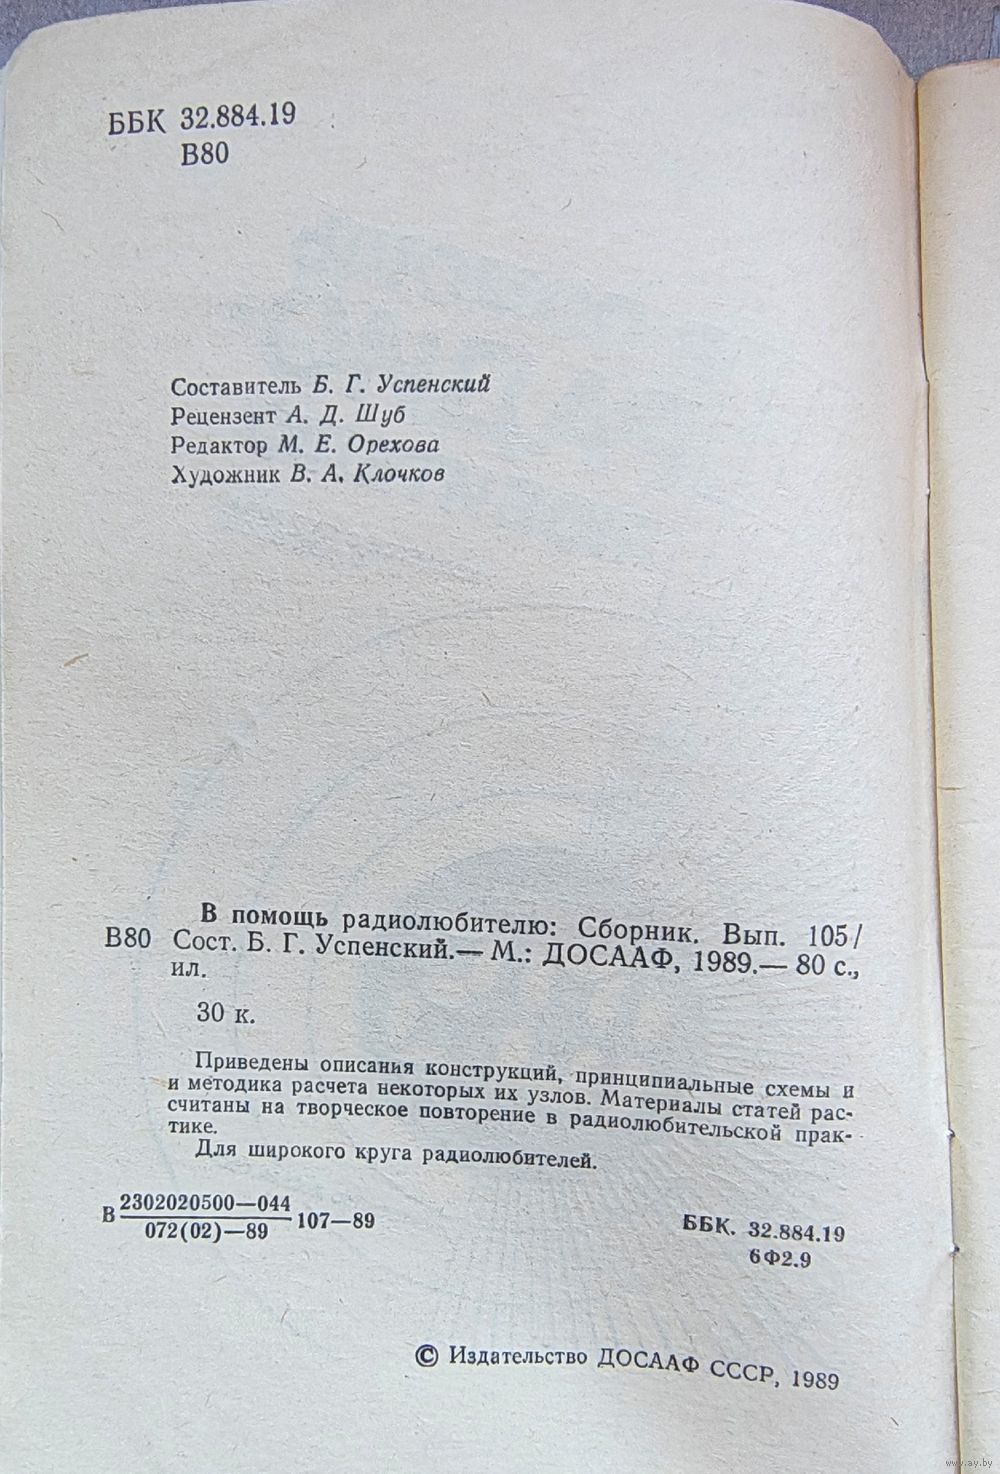 ББК 32.884.19
В80
Составитель Б. Г. Успенский
Рецензент А. Д. Шуб
Редактор М. Е. Орехова
Художник В. А. Клочков
В помощь радиолюбителю: Сборник. Вып. 105/
В80 Сост. Б. Г. Успенский.— М.: ДОСААФ, 1989.— 80 с.,
ил.
30 к.
Приведены описания конструкций, принципиальные схемы и
и методика расчета некоторых их узлов. Материалы статей рас-
считаны на творческое повторение в радиолюбительской прак-
тике.
Для широкого круга радиолюбителей.
В 2302020500—044
072(02)—89 107—89
ББК. 32.884.19
6Ф2.9
© Издательство ДОСААФ СССР, 1989
www.ay.by